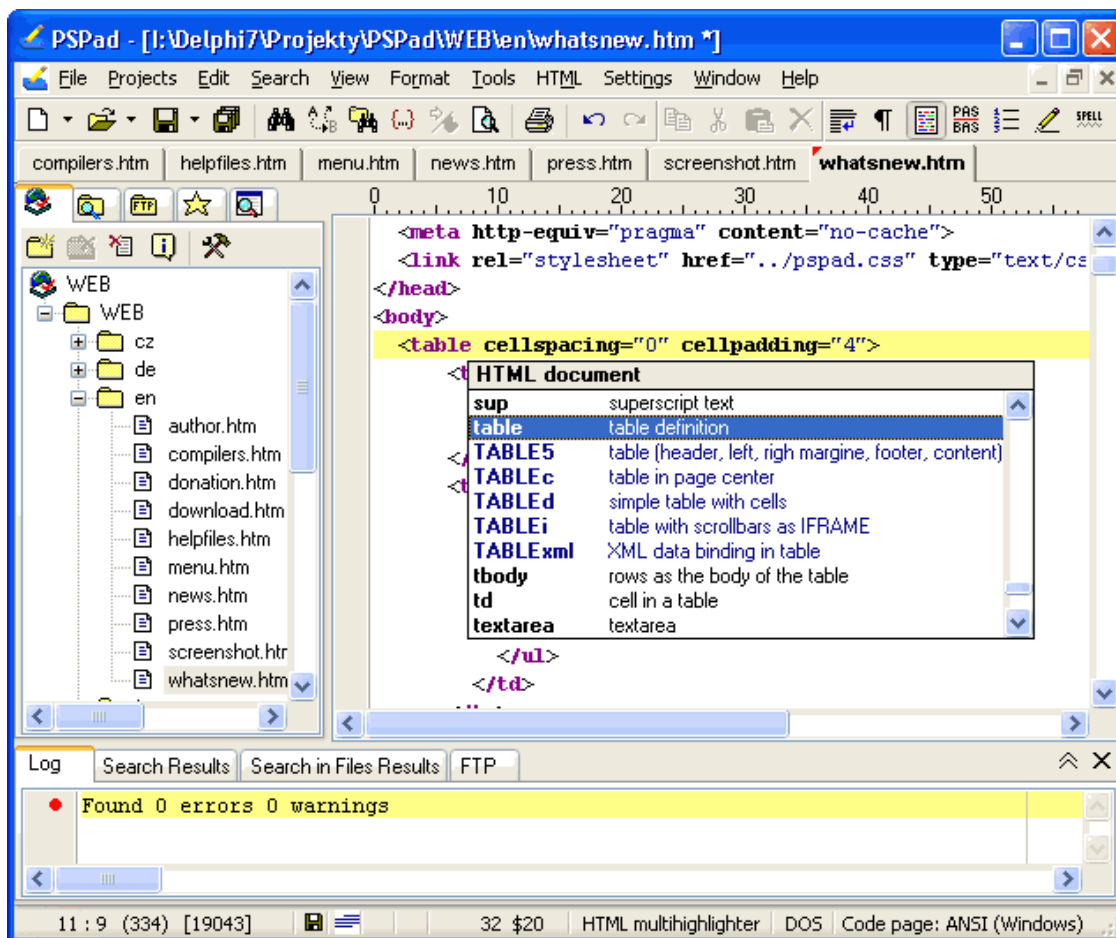 PSPad - [I:\Delphi7\Projekty\PSPad\WEB\en\whatsnew.htm *]
File Projects Edit Search View Format Tools HTML Settings Window Help
PAS BAS SPELL
compilers.htm helpfiles.htm menu.htm news.htm press.htm screenshot.htm whatsnew.htm
FTP
0 10 20 30 40 50
<meta http-equiv="pragma" content="no-cache">
<link rel="stylesheet" href="../pspad.css" type="text/cs
</head>
<body>
<table cellspacing="0" cellpadding="4">
<t
</
<t
HTML document
sup superscript text
table table definition
TABLE5 table (header, left, righ margine, footer, content)
TABLEc table in page center
TABLEd simple table with cells
TABLEi table with scrollbars as IFRAME
TABLExml XML data binding in table
tbody rows as the body of the table
td cell in a table
textarea textarea
</ul>
</td>
WEB
WEB
cz
de
en
author.htm
compilers.htm
donation.htm
download.htm
helpfiles.htm
menu.htm
news.htm
press.htm
screenshot.htr
whatsnew.htm
Log Search Results Search in Files Results FTP
Found 0 errors 0 warnings
11 : 9 (334) [19043] 32 $20 HTML multihighlighter DOS Code page: ANSI (Windows)